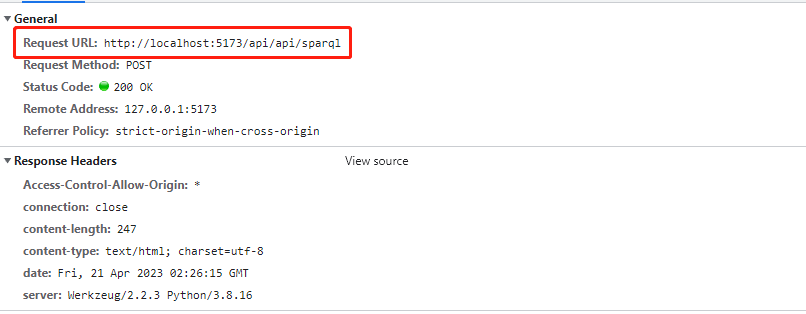 General
Request URL: http://localhost:5173/api/api/sparql
Request Method: POST
Status Code: 200 OK
Remote Address: 127.0.0.1:5173
Referrer Policy: strict-origin-when-cross-origin
Response Headers View source
Access-Control-Allow-Origin: *
connection: close
content-length: 247
content-type: text/html; charset=utf-8
date: Fri, 21 Apr 2023 02:26:15 GMT
server: Werkzeug/2.2.3 Python/3.8.16